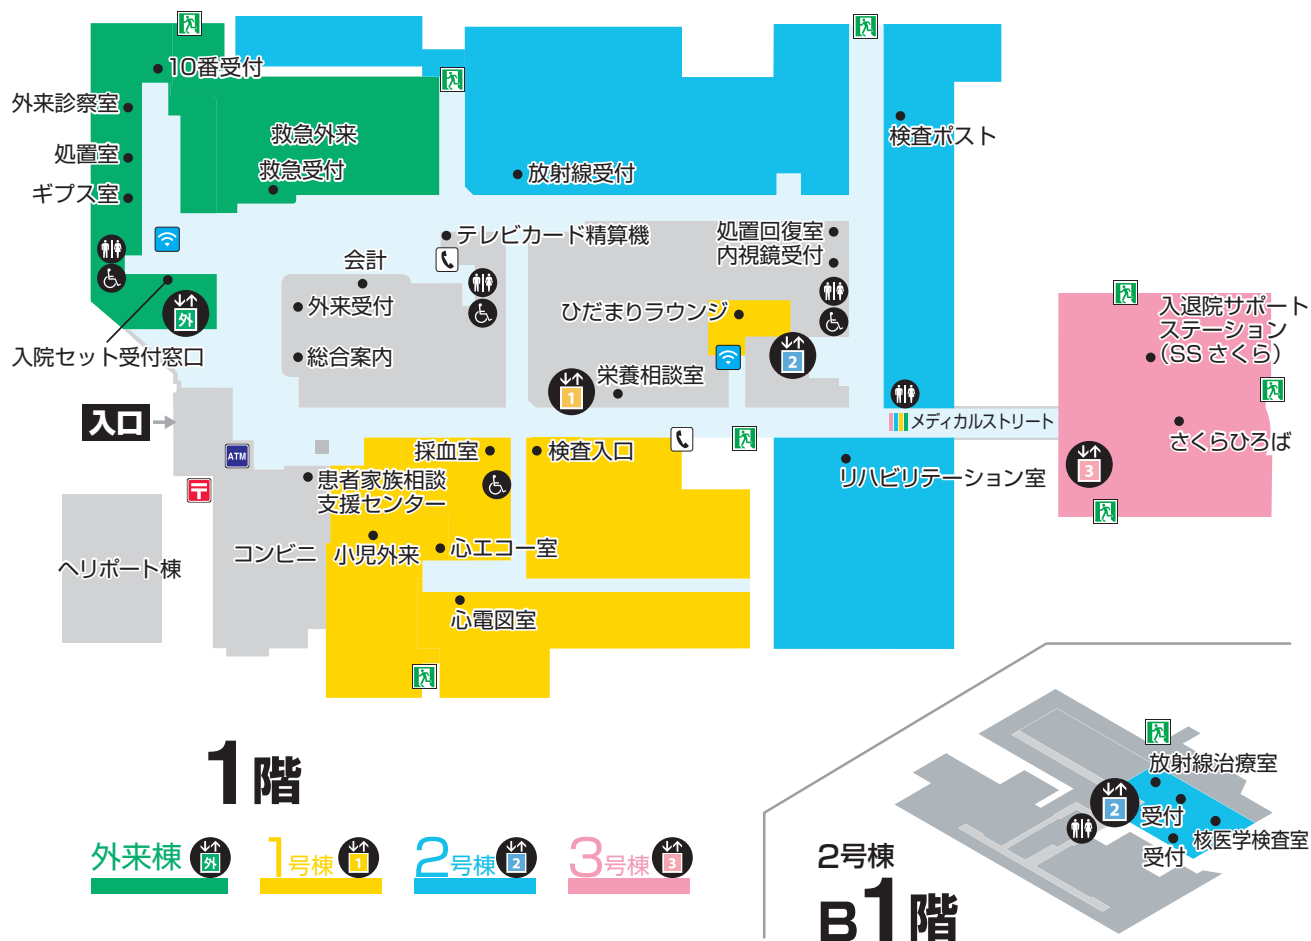 10番受付
外来診察室
処置室
ギプス室
救急外来
救急受付
放射線受付
検査ポスト
テレビカード精算機
処置回復室
内視鏡受付
会計
外来受付
総合案内
外
入院セット受付窓口
ひだまりラウンジ
2
栄養相談室
1
入退院サポート
ステーション
(SS さくら)
さくらひろば
3
入口
メディカルストリート
ATM
〒
採血室
検査入口
患者家族相談
支援センター
リハビリテーション室
コンビニ
小児外来
心エコー室
ヘリポート棟
心電図室
1階
外来棟 外
1号棟 1
2号棟 2
3号棟 3
放射線治療室
2
受付
核医学検査室
受付
2号棟
B1階